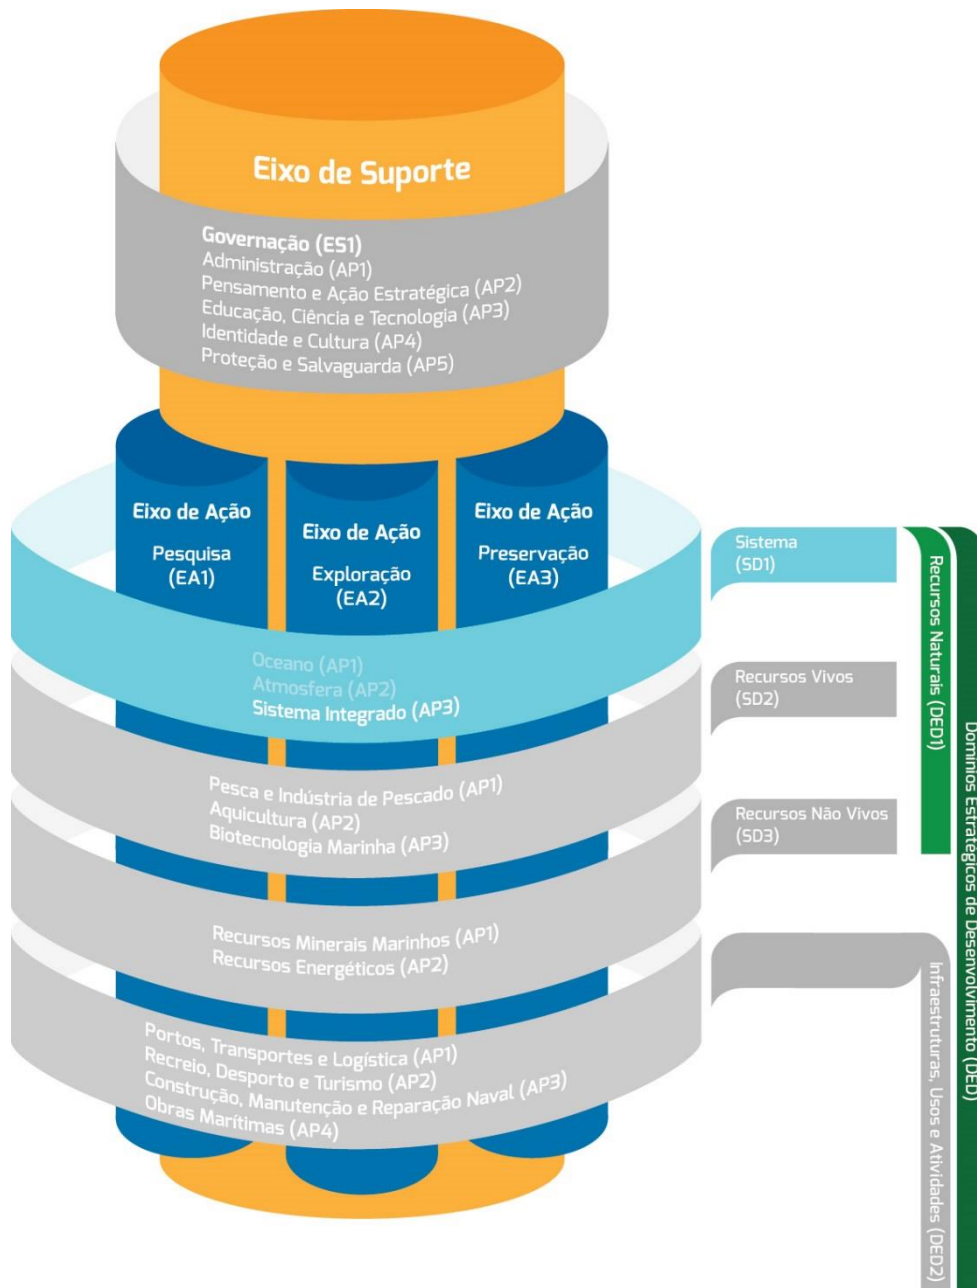 Eixo de Suporte
Governação (ES1)
Administração (AP1)
Pensamento e Ação Estratégica (AP2)
Educação, Ciência e Tecnologia (AP3)
Identidade e Cultura (AP4)
Proteção e Salvaguarda (AP5)
Eixo de Ação
Pesquisa
(EA1)
Eixo de Ação
Exploração
(EA2)
Eixo de Ação
Preservação
(EA3)
Oceano (AP1)
Atmosfera (AP2)
Sistema Integrado (AP3)
Sistema
(SD1)
Pesca e Indústria de Pescado (AP1)
Aquicultura (AP2)
Biotecnologia Marinha (AP3)
Recursos Vivos
(SD2)
Recursos Minerais Marinhos (AP1)
Recursos Energéticos (AP2)
Recursos Não Vivos
(SD3)
Portos, Transportes e Logística (AP1)
Recreio, Desporto e Turismo (AP2)
Construção, Manutenção e Reparação Naval (AP3)
Obras Marítimas (AP4)
Recursos Naturais (DED1)
Infraestruturas, Usos e Atividades (DED2)
Domínios Estratégicos de Desenvolvimento (DED)